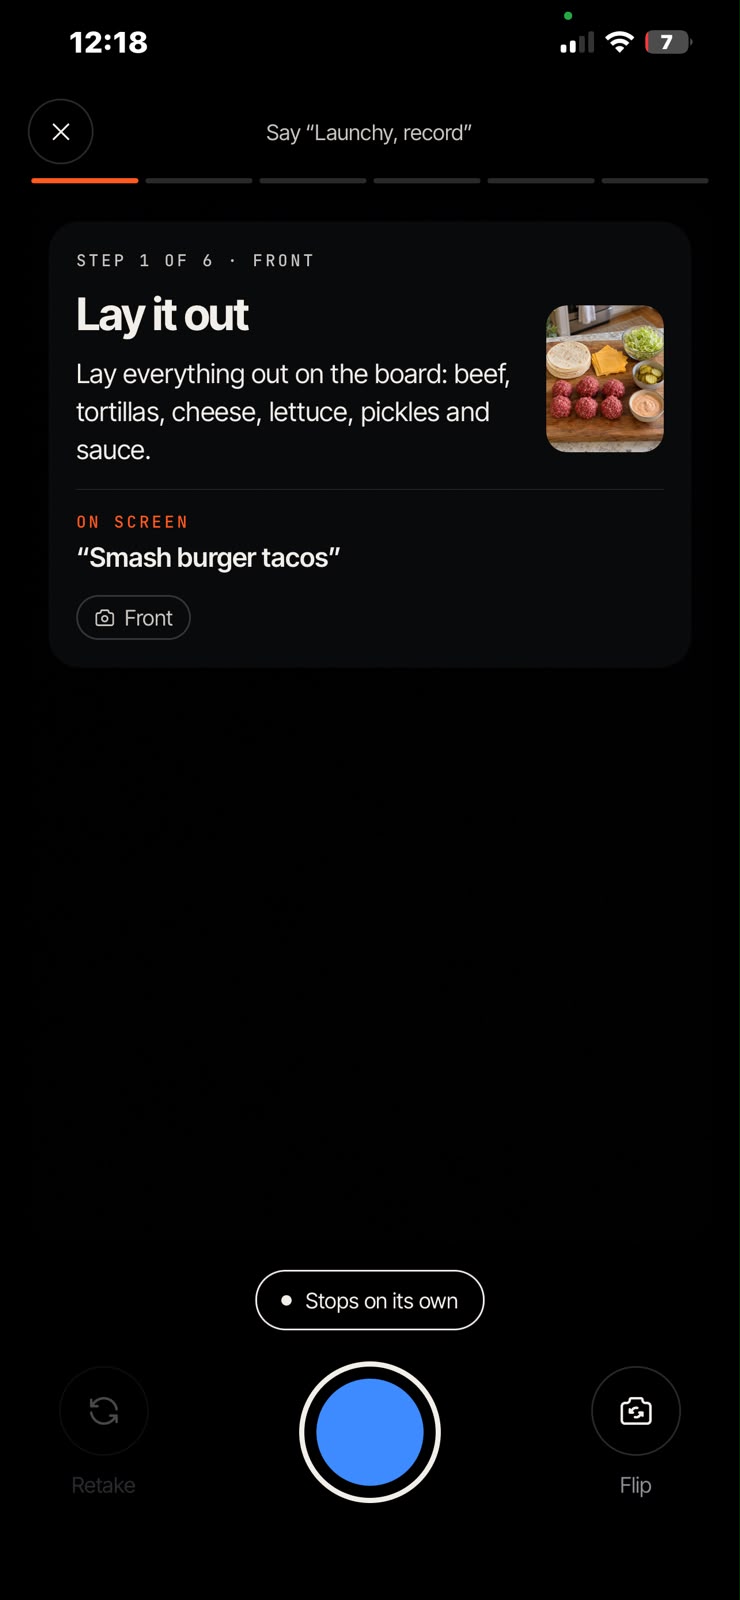 12:18
7
Say “Launchy, record”
STEP 1 OF 6 · FRONT
Lay it out
Lay everything out on the board: beef,
tortillas, cheese, lettuce, pickles and
sauce.
ON SCREEN
“Smash burger tacos”
Front
Stops on its own
Retake
Flip